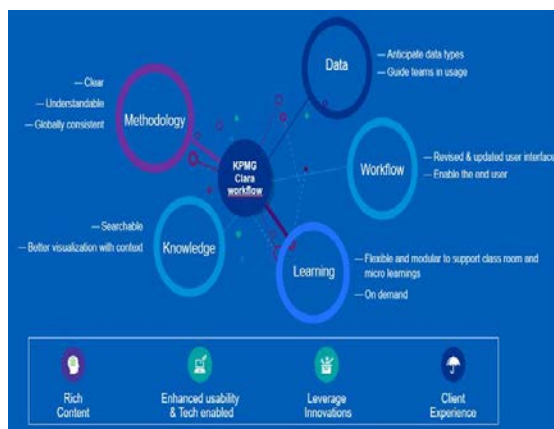 Data
— Anticipate data types
— Guide teams in usage
— Clear
— Understandable
— Globally consistent
Methodology
KPMG
Clara
workflow
Workflow
— Revised & updated user interface
— Enable the end user
— Searchable
— Better visualization with context
Knowledge
Learning
— Flexible and modular to support class room and
micro learnings
— On demand
Rich
Content
Enhanced usability
& Tech enabled
Leverage
Innovations
Client
Experience